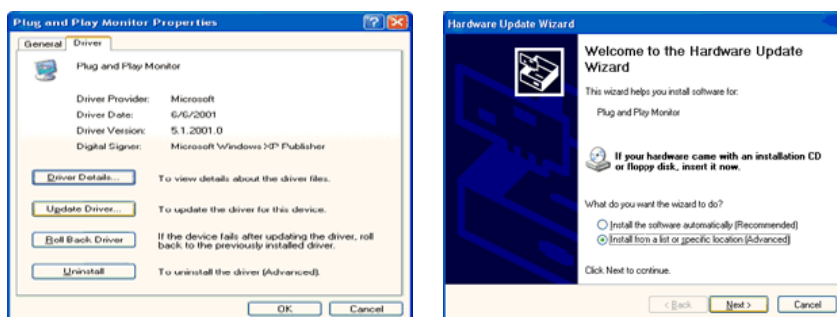 Plug and Play Monitor Properties
General Driver
Plug and Play Monitor
Driver Provider: Microsoft
Driver Date: 6/6/2001
Driver Version: 5.1.2001.0
Digital Signer: Microsoft Windows XP Publisher
Driver Details... To view details about the driver files.
Update Driver... To update the driver for this device.
Roll Back Driver If the device fails after updating the driver, roll
back to the previously installed driver.
Uninstall To uninstall the driver (Advanced).
OK Cancel
Hardware Update Wizard
Welcome to the Hardware Update
Wizard
This wizard helps you install software for:
Plug and Play Monitor
If your hardware came with an installation CD
or floppy disk, insert it now.
What do you want the wizard to do?
Install the software automatically (Recommended)
Install from a list or specific location (Advanced)
Click Next to continue.
< Back Next > Cancel